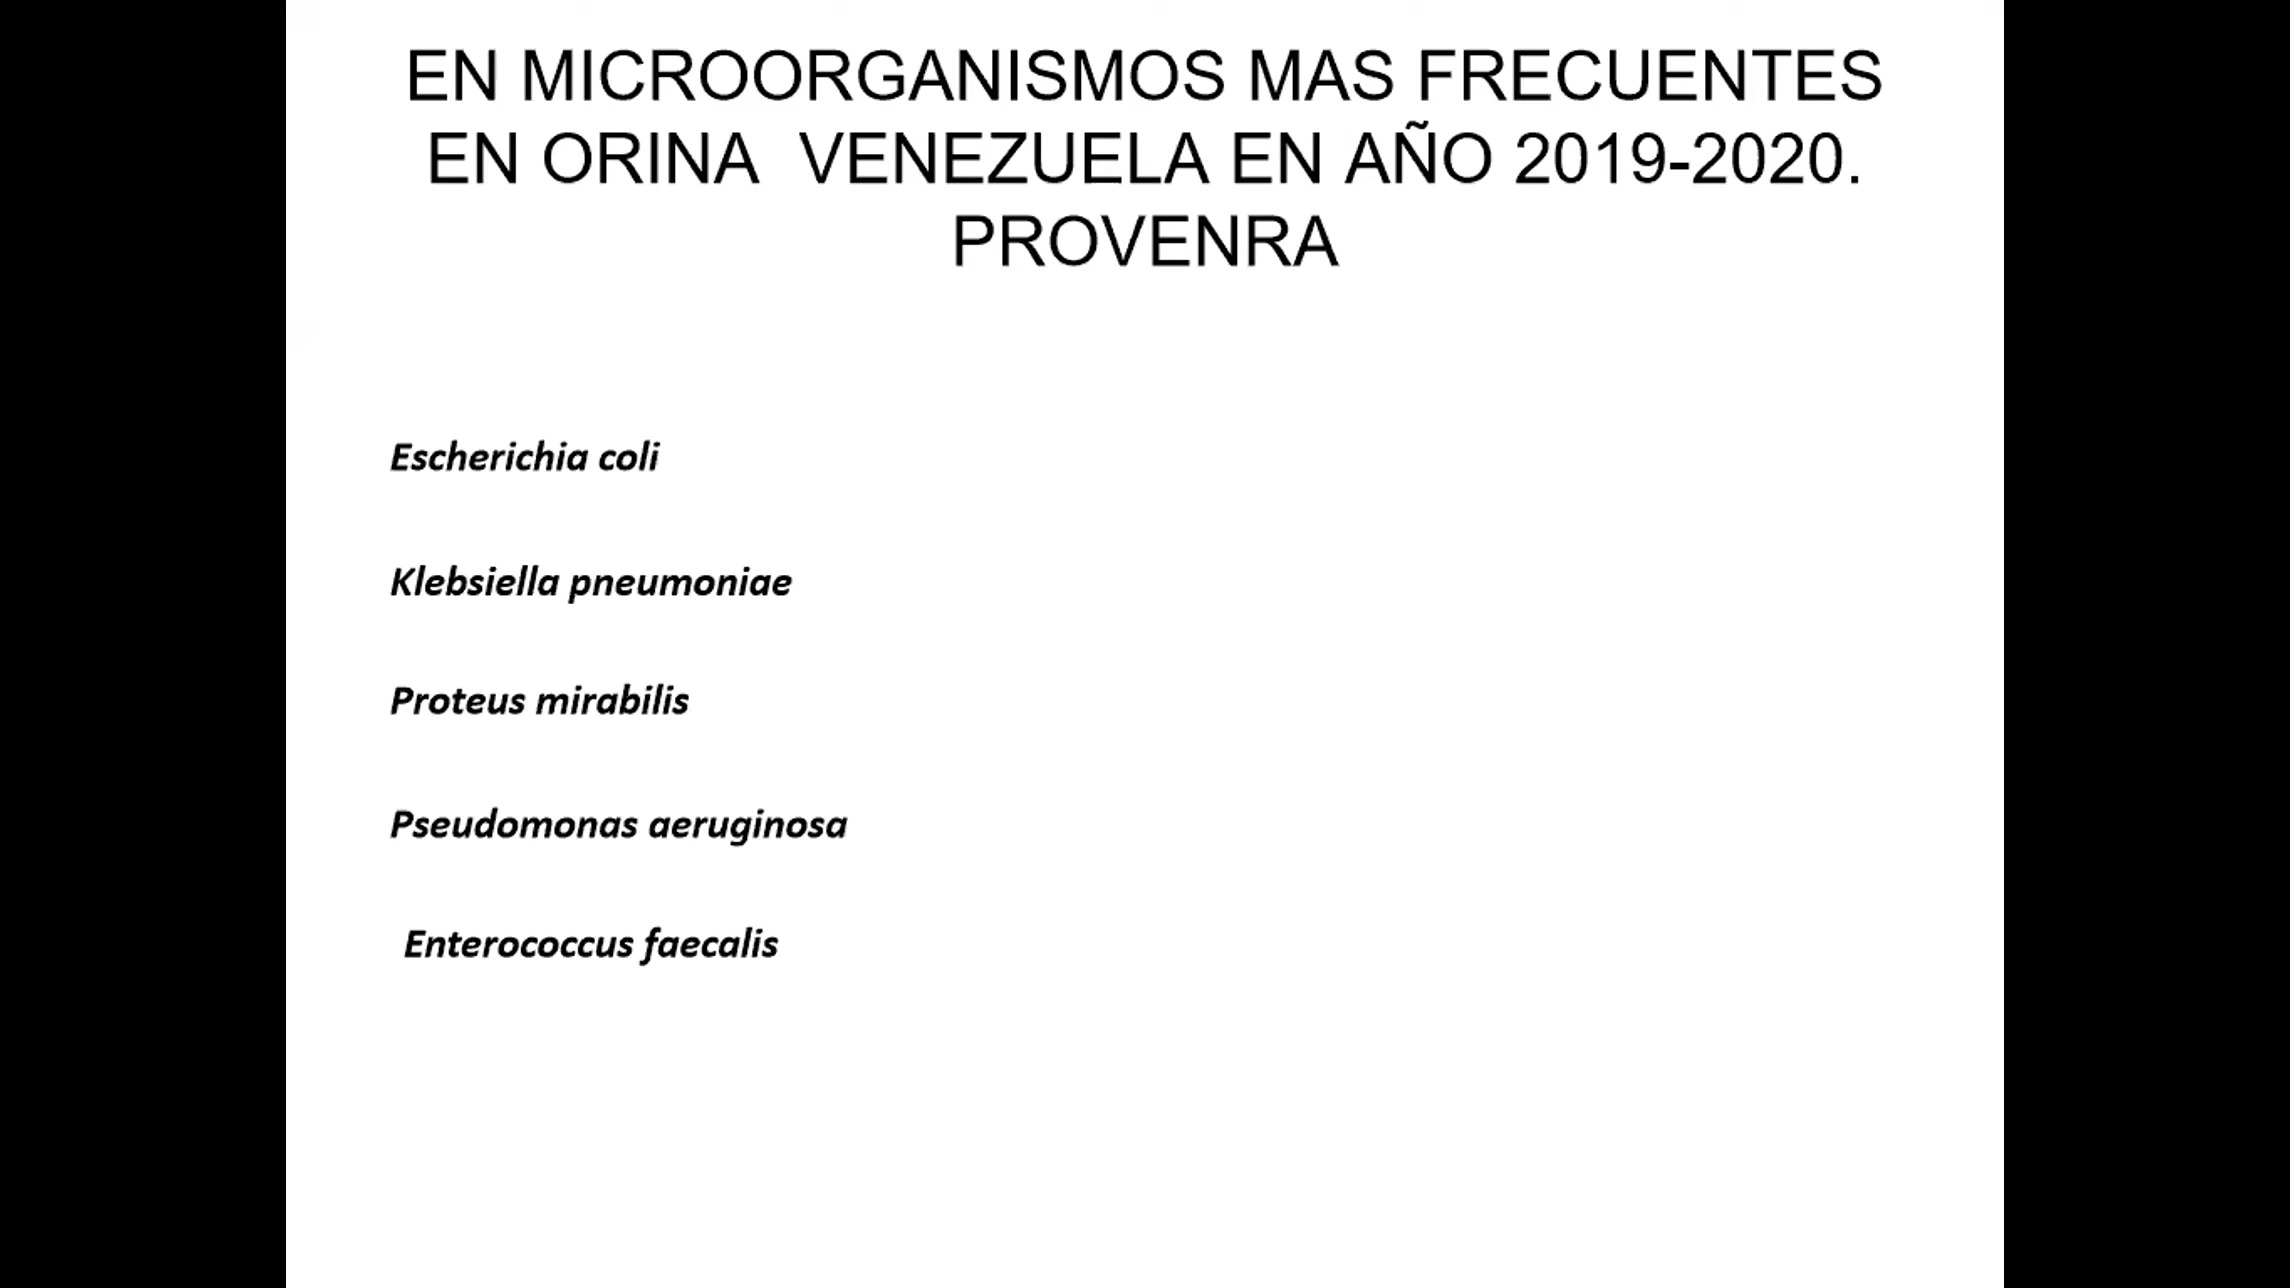 EN MICROORGANISMOS MAS FRECUENTES
EN ORINA VENEZUELA EN AÑO 2019-2020.
PROVENRA
Escherichia coli
Klebsiella pneumoniae
Proteus mirabilis
Pseudomonas aeruginosa
Enterococcus faecalis